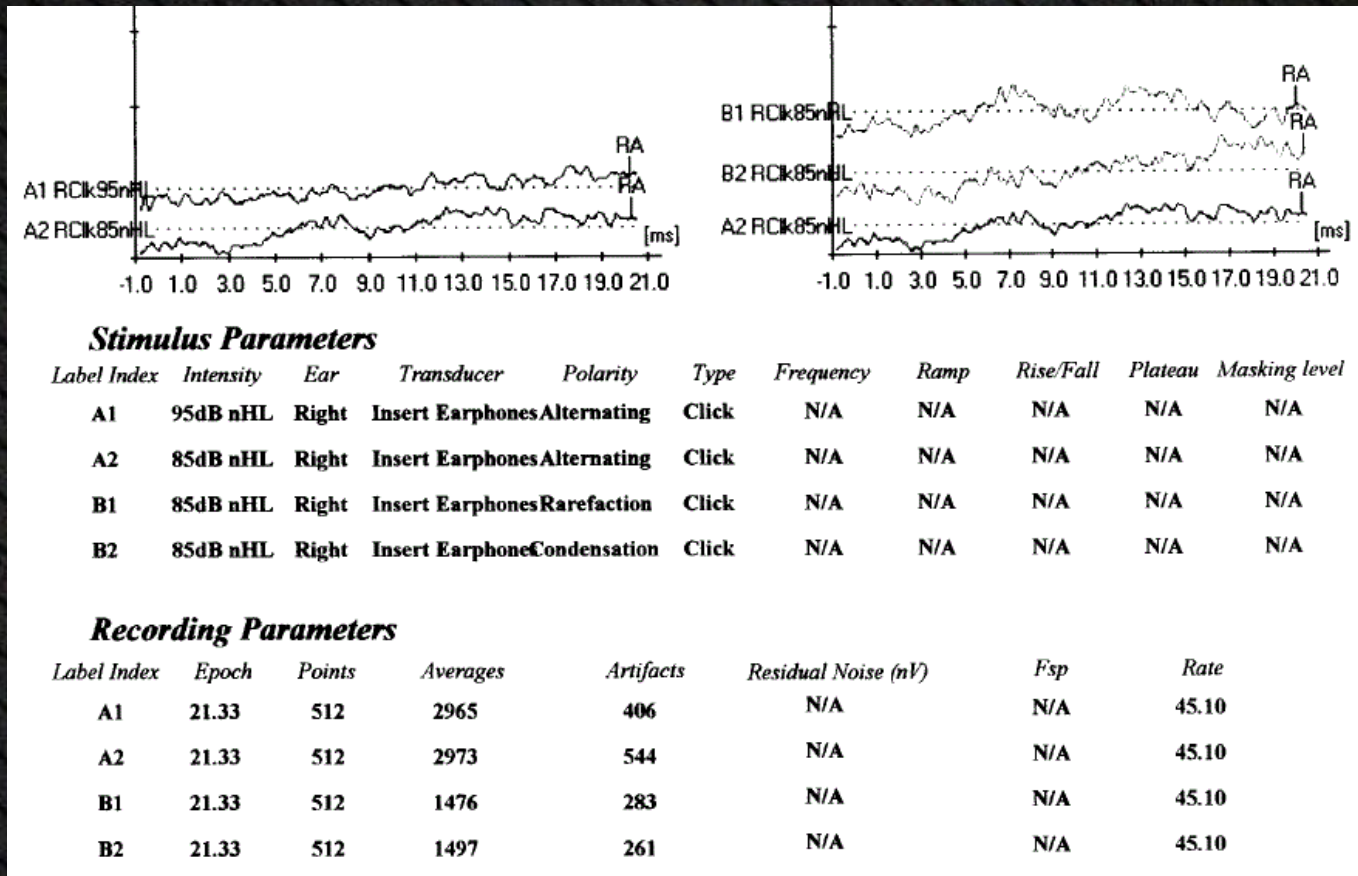 RA
RA
A1 RClk95nHL
RA
A2 RClk85nHL
[ms]
-1.0 1.0 3.0 5.0 7.0 9.0 11.0 13.0 15.0 17.0 19.0 21.0
RA
B1 RClk85nHL
RA
B2 RClk85nHL
RA
A2 RClk85nHL
[ms]
-1.0 1.0 3.0 5.0 7.0 9.0 11.0 13.0 15.0 17.0 19.0 21.0
Stimulus Parameters
Label Index Intensity Ear Transducer Polarity Type Frequency Ramp Rise/Fall Plateau Masking level
A1 95dB nHL Right Insert Earphones Alternating Click N/A N/A N/A N/A N/A
A2 85dB nHL Right Insert Earphones Alternating Click N/A N/A N/A N/A N/A
B1 85dB nHL Right Insert Earphones Rarefaction Click N/A N/A N/A N/A N/A
B2 85dB nHL Right Insert Earphone Condensation Click N/A N/A N/A N/A N/A
Recording Parameters
Label Index Epoch Points Averages Artifacts Residual Noise (nV) Fsp Rate
A1 21.33 512 2965 406 N/A N/A 45.10
A2 21.33 512 2973 544 N/A N/A 45.10
B1 21.33 512 1476 283 N/A N/A 45.10
B2 21.33 512 1497 261 N/A N/A 45.10